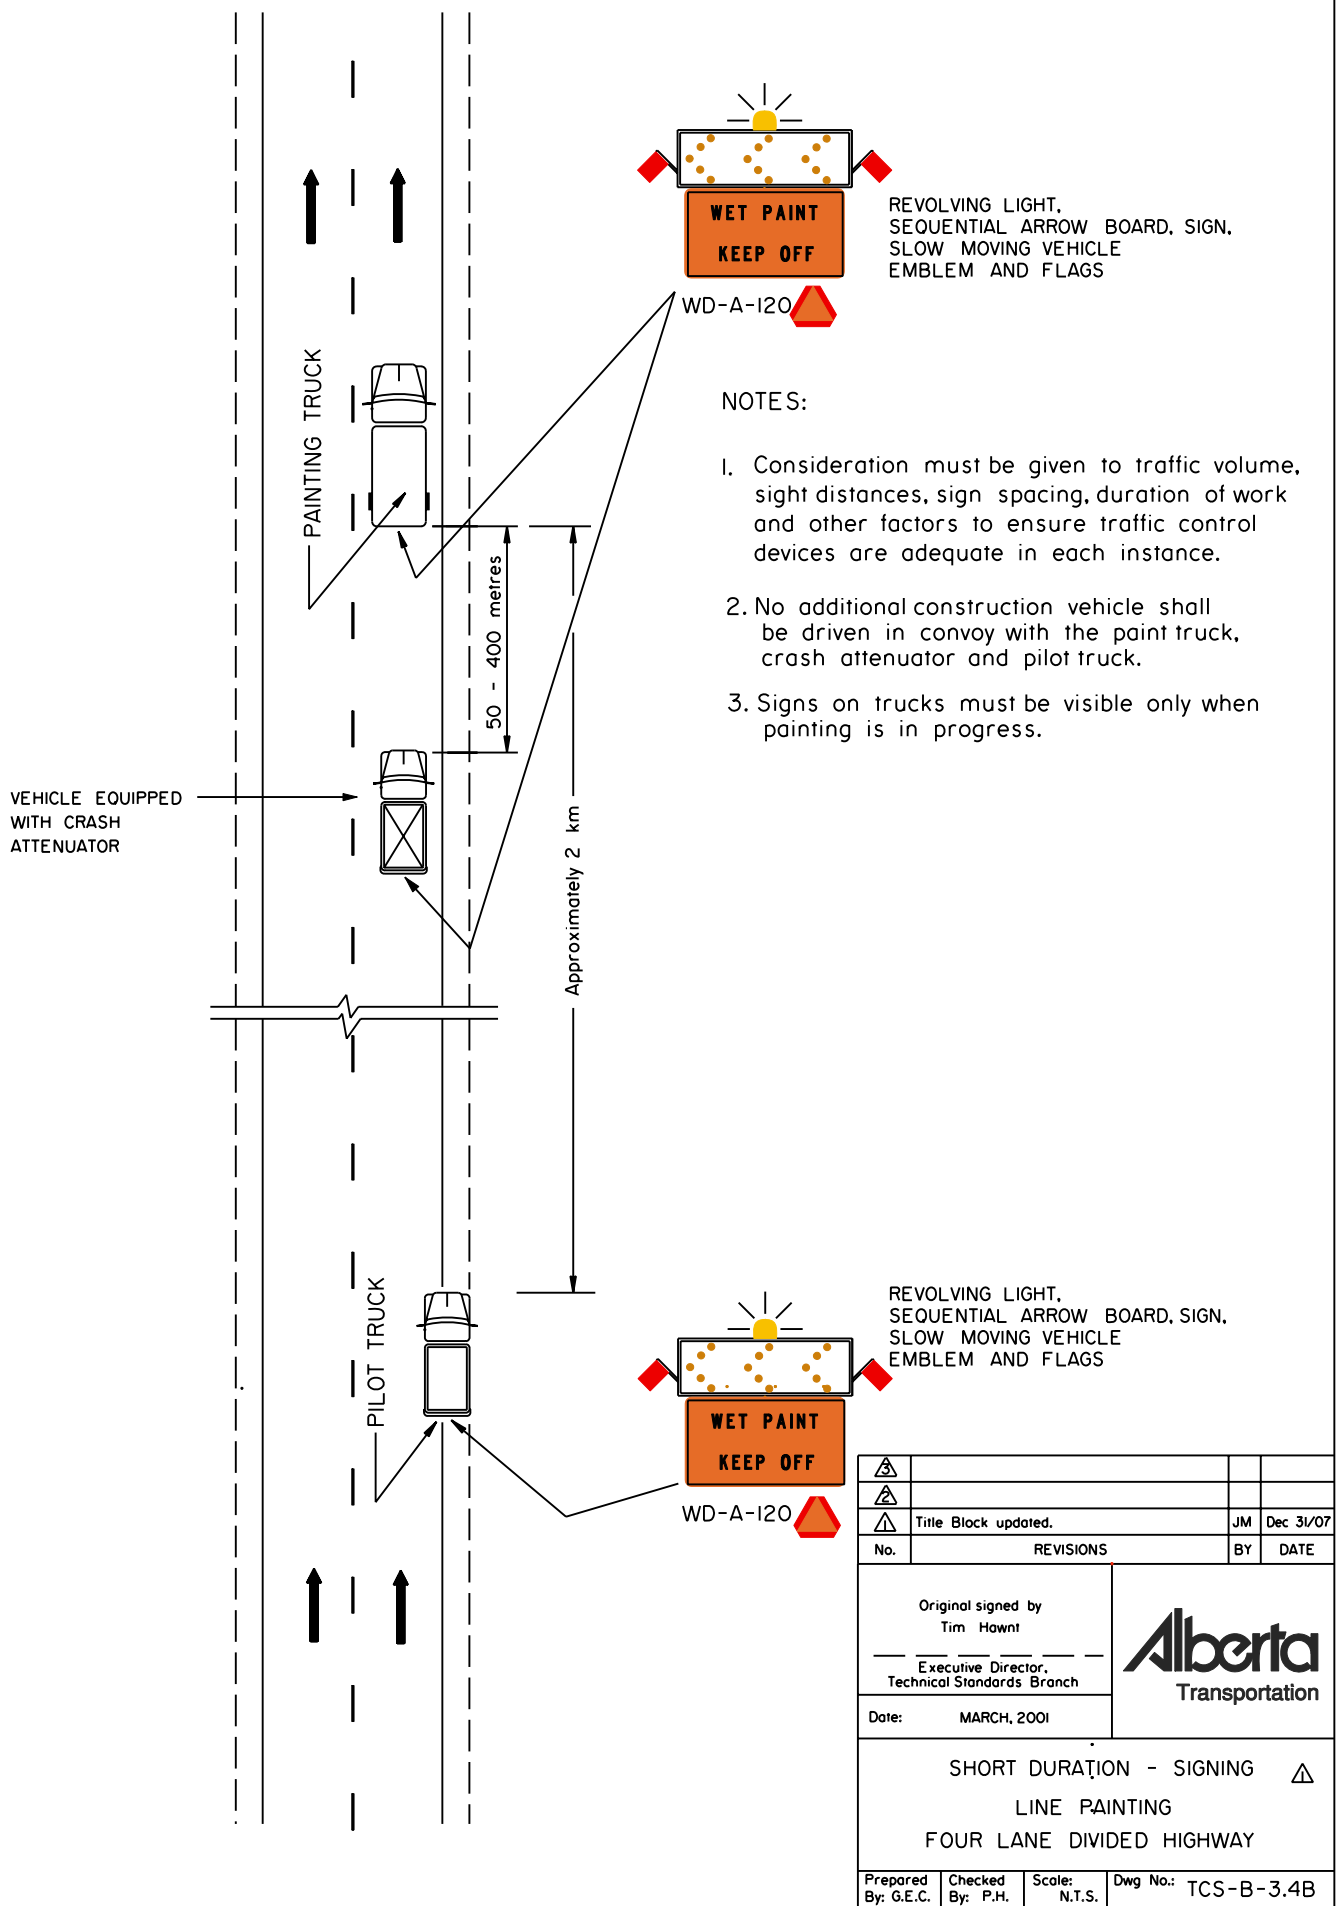 WET PAINT
KEEP OFF
WD-A-120
REVOLVING LIGHT,
SEQUENTIAL ARROW BOARD, SIGN,
SLOW MOVING VEHICLE
EMBLEM AND FLAGS
PAINTING TRUCK
NOTES:
1. Consideration must be given to traffic volume,
sight distances, sign spacing, duration of work
and other factors to ensure traffic control
devices are adequate in each instance.
2. No additional construction vehicle shall
be driven in convoy with the paint truck,
crash attenuator and pilot truck.
3. Signs on trucks must be visible only when
painting is in progress.
50 - 400 metres
VEHICLE EQUIPPED
WITH CRASH
ATTENUATOR
Approximately 2 km
PILOT TRUCK
REVOLVING LIGHT,
SEQUENTIAL ARROW BOARD, SIGN,
SLOW MOVING VEHICLE
EMBLEM AND FLAGS
WET PAINT
KEEP OFF
WD-A-120
3
2
1 Title Block updated. JM Dec 31/07
No. REVISIONS BY DATE
Original signed by
Tim Hawnt
Executive Director,
Technical Standards Branch
Date: MARCH, 2001
Alberta
Transportation
SHORT DURATION - SIGNING 1
LINE PAINTING
FOUR LANE DIVIDED HIGHWAY
Prepared By: G.E.C.
Checked By: P.H.
Scale: N.T.S.
Dwg No.: TCS-B-3.4B